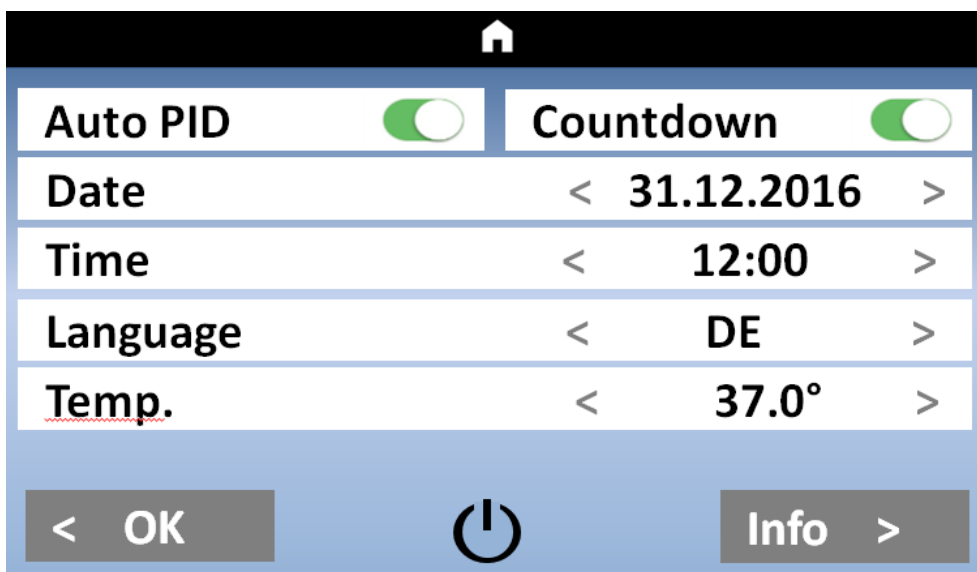 Auto PID Countdown
Date < 31.12.2016 >
Time < 12:00 >
Language < DE >
Temp. < 37.0° >
< OK Info >